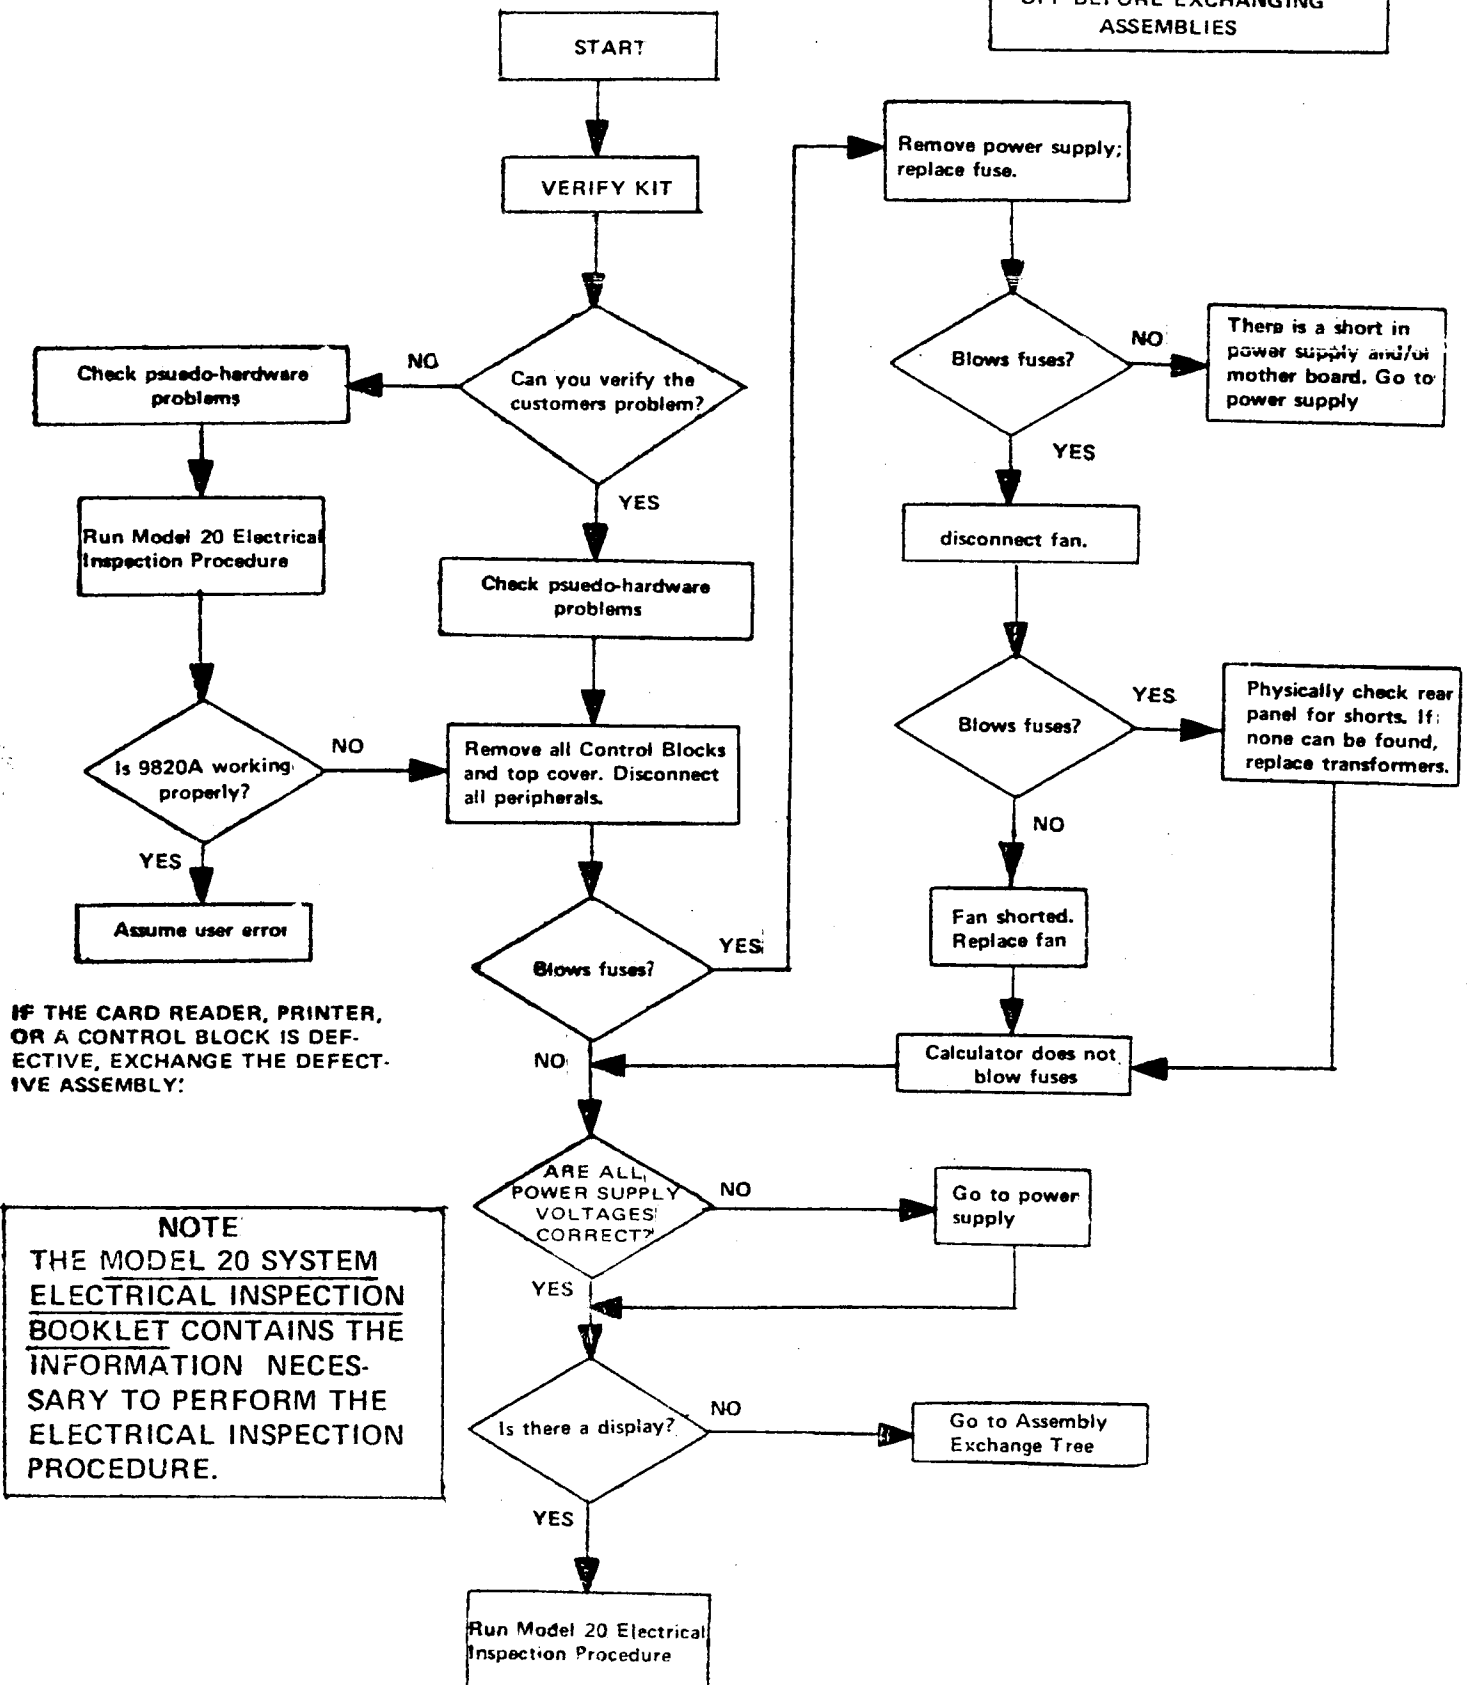 OFF BEFORE EXCHANGING
ASSEMBLIES
START
VERIFY KIT
Can you verify the
customers problem?
NO
YES
Check psuedo-hardware
problems
Run Model 20 Electrical
Inspection Procedure
Is 9820A working
properly?
NO
YES
Assume user error
Check psuedo-hardware
problems
Remove all Control Blocks
and top cover. Disconnect
all peripherals.
Blows fuses?
YES
NO
Remove power supply;
replace fuse.
Blows fuses?
NO
YES
There is a short in
power supply and/or
mother board. Go to
power supply
disconnect fan.
Blows fuses?
YES
NO
Physically check rear
panel for shorts. If
none can be found,
replace transformers.
Fan shorted.
Replace fan
Calculator does not
blow fuses
IF THE CARD READER, PRINTER,
OR A CONTROL BLOCK IS DEF-
ECTIVE, EXCHANGE THE DEFECT-
IVE ASSEMBLY.
ARE ALL
POWER SUPPLY
VOLTAGES
CORRECT?
NO
YES
Go to power
supply
NOTE
THE MODEL 20 SYSTEM
ELECTRICAL INSPECTION
BOOKLET CONTAINS THE
INFORMATION NECES-
SARY TO PERFORM THE
ELECTRICAL INSPECTION
PROCEDURE.
Is there a display?
NO
YES
Go to Assembly
Exchange Tree
Run Model 20 Electrical
Inspection Procedure